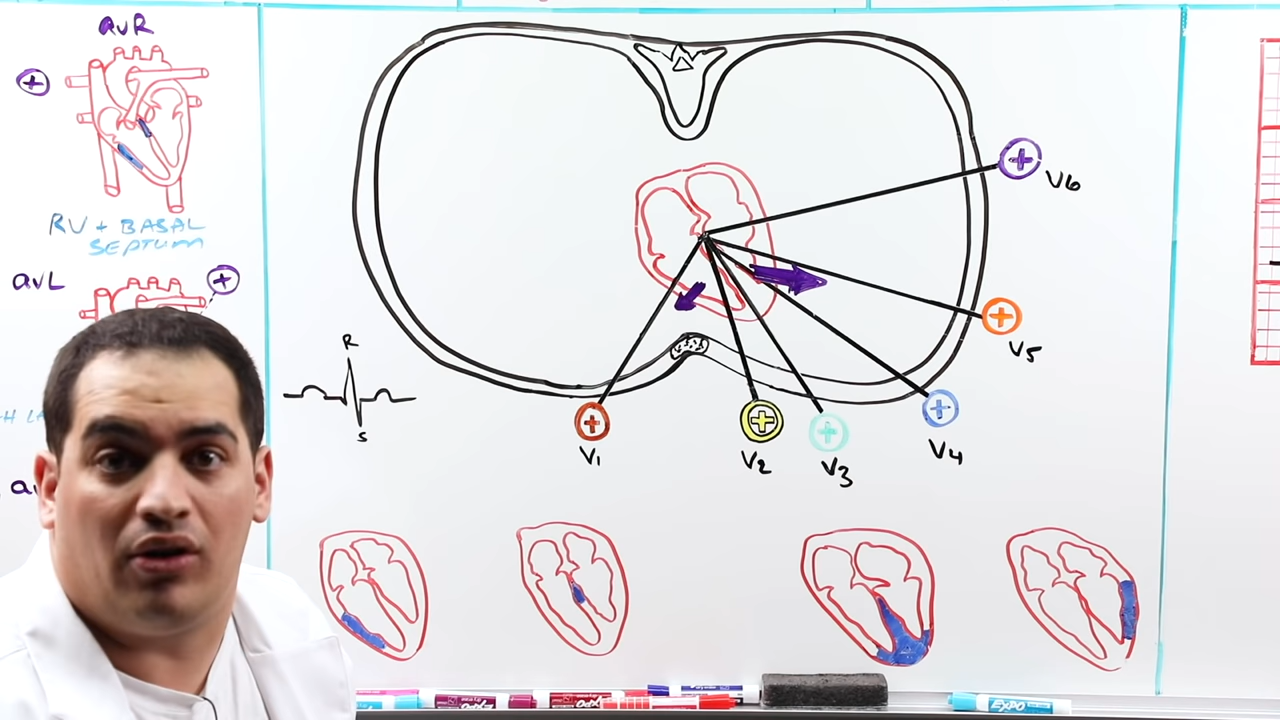 avR
+
RV + BASAL
SEPTUM
avL
+
R
S
+
V6
+
V5
+
V4
+
V3
+
V2
+
V1
EXPO